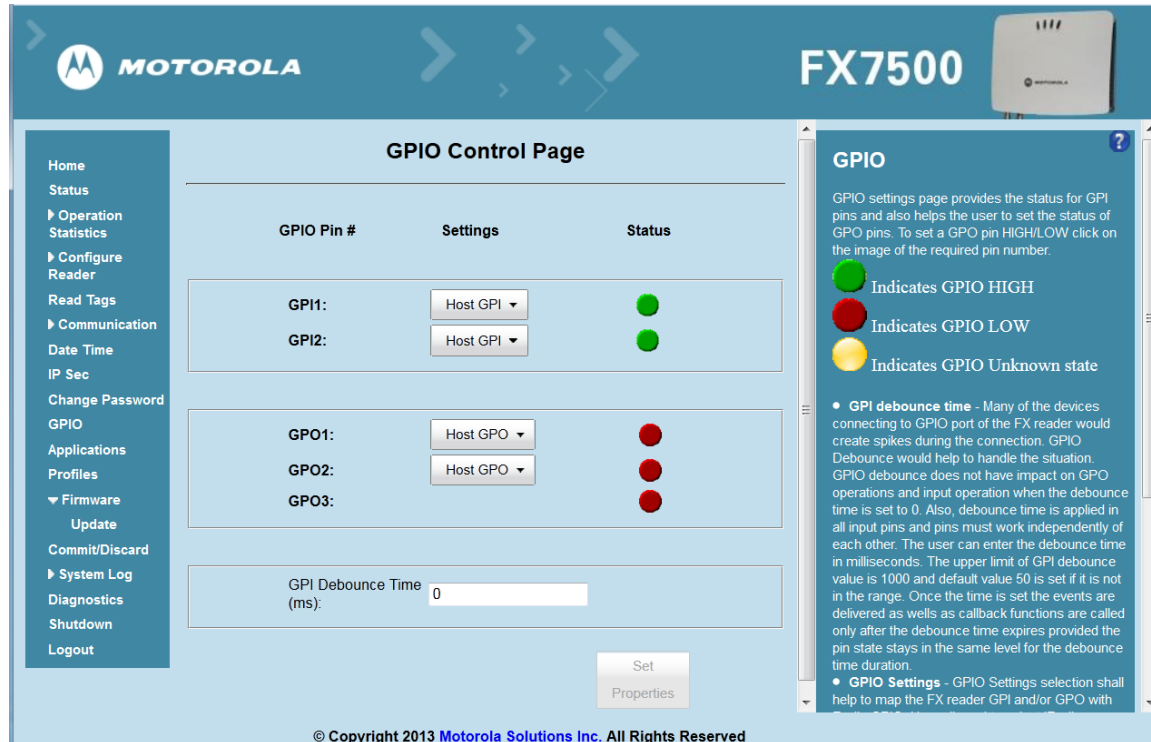 MOTOROLA
FX7500
MOTOROLA
Home
Status
Operation
Statistics
Configure
Reader
Read Tags
Communication
Date Time
IP Sec
Change Password
GPIO
Applications
Profiles
Firmware
Update
Commit/Discard
System Log
Diagnostics
Shutdown
Logout
GPIO Control Page
GPIO Pin # Settings Status
GPI1: Host GPI
GPI2: Host GPI
GPO1: Host GPO
GPO2: Host GPO
GPO3:
GPI Debounce Time
(ms): 0
Set
Properties
GPIO
GPIO settings page provides the status for GPI
pins and also helps the user to set the status of
GPO pins. To set a GPO pin HIGH/LOW click on
the image of the required pin number.
Indicates GPIO HIGH
Indicates GPIO LOW
Indicates GPIO Unknown state
• GPI debounce time - Many of the devices
connecting to GPIO port of the FX reader would
create spikes during the connection. GPIO
Debounce would help to handle the situation.
GPIO debounce does not have impact on GPO
operations and input operation when the debounce
time is set to 0. Also, debounce time is applied in
all input pins and pins must work independently of
each other. The user can enter the debounce time
in milliseconds. The upper limit of GPI debounce
value is 1000 and default value 50 is set if it is not
in the range. Once the time is set the events are
delivered as wells as callback functions are called
only after the debounce time expires provided the
pin state stays in the same level for the debounce
time duration.
• GPIO Settings - GPIO Settings selection shall
help to map the FX reader GPI and/or GPO with
© Copyright 2013 Motorola Solutions Inc. All Rights Reserved